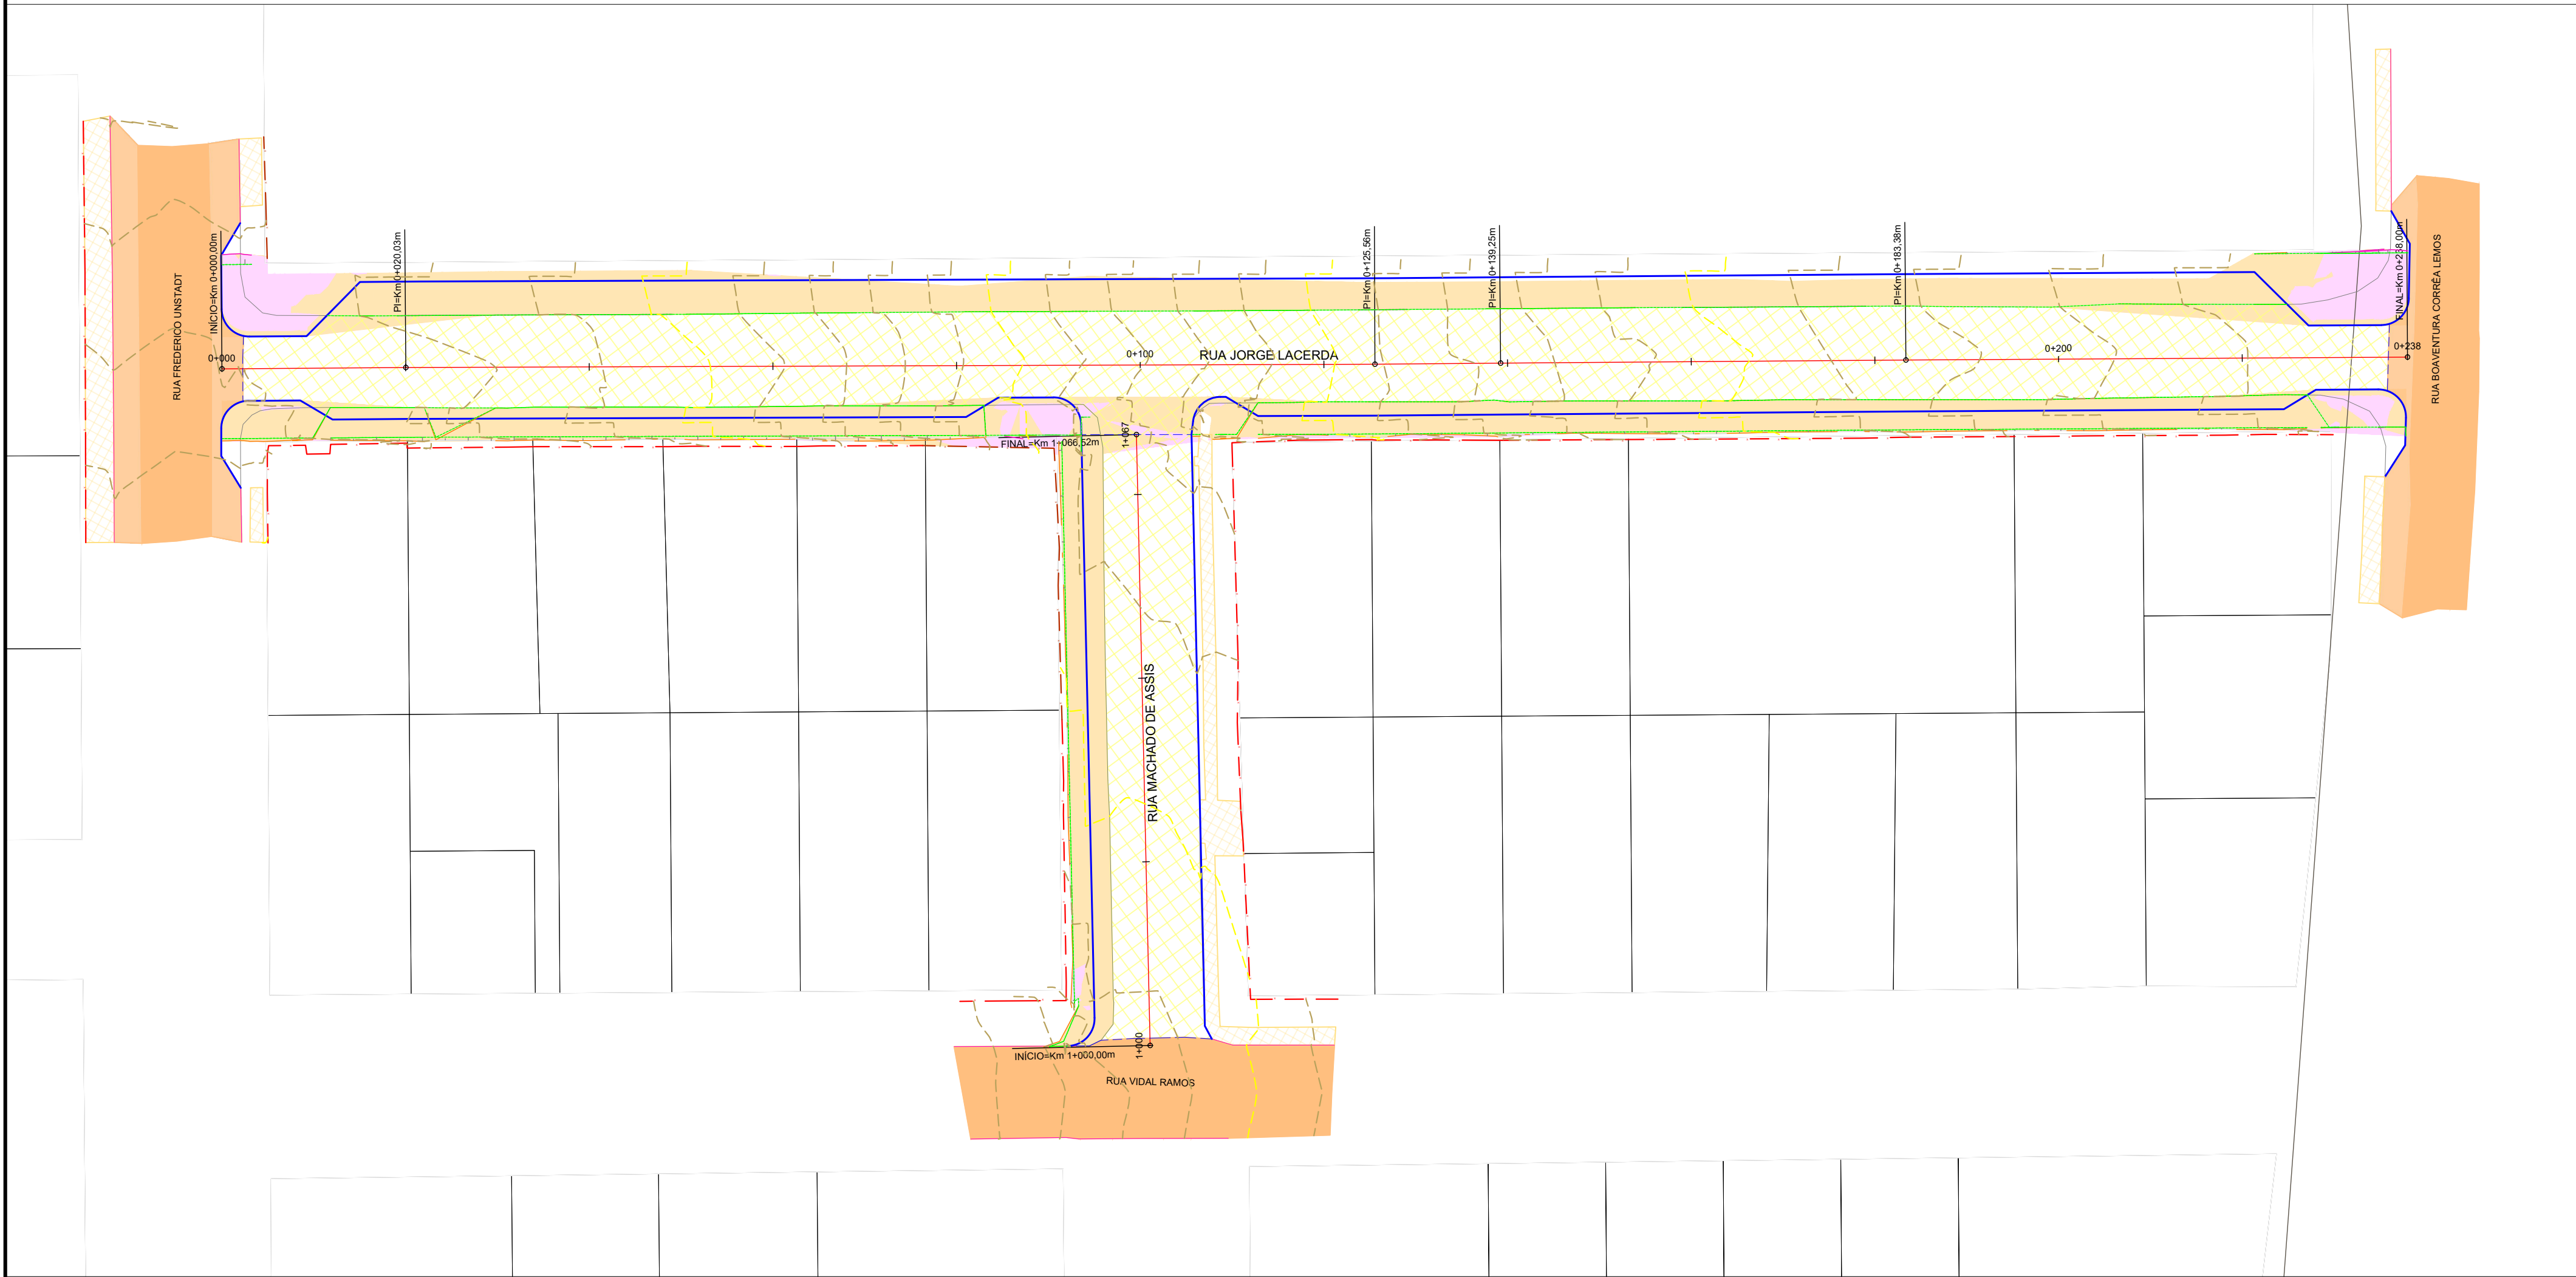 RUA FREDERICO UNSTADT
INÍCIO=Km 0+000,00m
0+000
PI=Km 0+020,03m
0+100
RUA JORGE LACERDA
PI=Km 0+125,56m
PI=Km 0+139,25m
PI=Km 0+183,38m
0+200
FINAL=Km 0+238,00m
0+238
RUA BOAVENTURA CORRÊA LEMOS
FINAL=Km 1+066,52m
1+067
RUA MACHADO DE ASSIS
INÍCIO=Km 1+000,00m
1+000
RUA VIDAL RAMOS